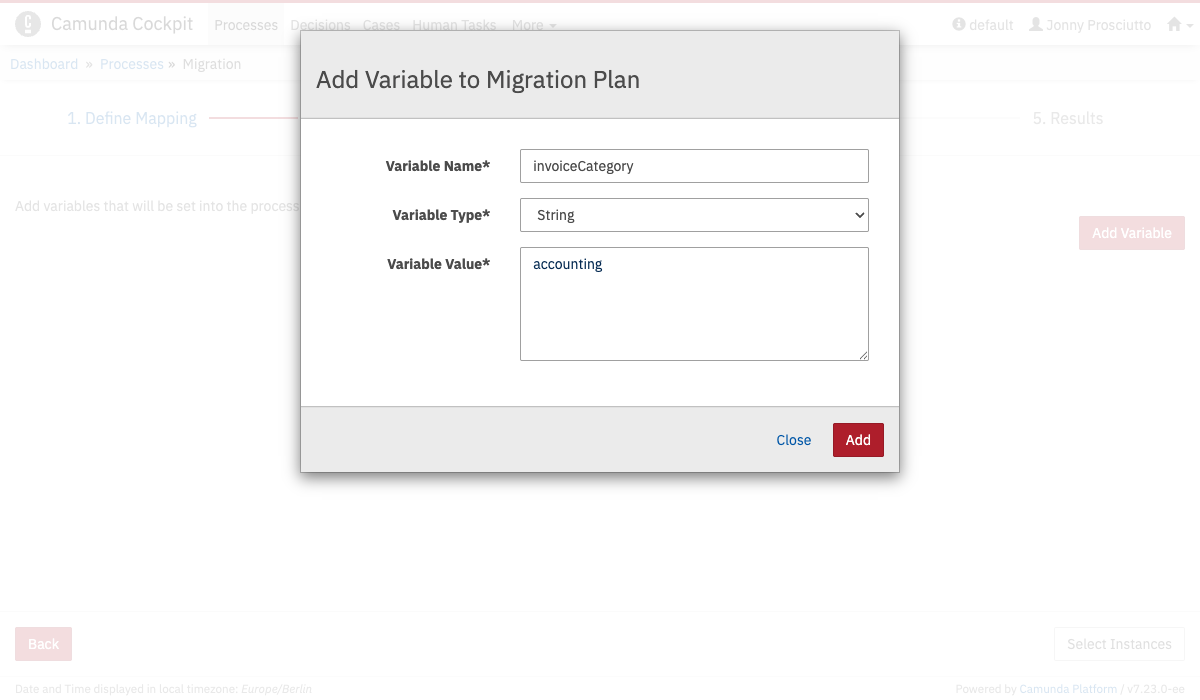 Camunda Cockpit Processes Decisions Cases Human Tasks More default Jonny Prosciutto
Dashboard » Processes » Migration
Add Variable to Migration Plan
1. Define Mapping
5. Results
Add variables that will be set into the process
Add Variable
Variable Name* invoiceCategory
Variable Type* String
Variable Value* accounting
Close Add
Back Select Instances
Date and Time displayed in local timezone: Europe/Berlin Powered by Camunda Platform / v7.23.0-ee